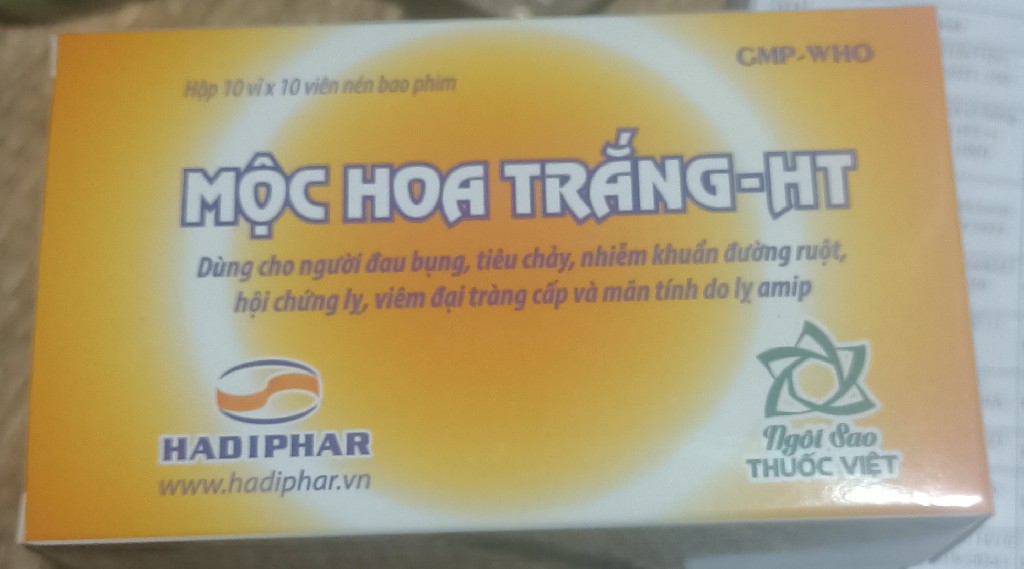 GMP-WHO
Hộp 10 vỉ x 10 viên nén bao phim
MỘC HOA TRẮNG-HT
Dùng cho người đau bụng, tiêu chảy, nhiễm khuẩn đường ruột,
hội chứng lỵ, viêm đại tràng cấp và mãn tính do lỵ amip
HADIPHAR
www.hadiphar.vn
Ngôi Sao
THUỐC VIỆT